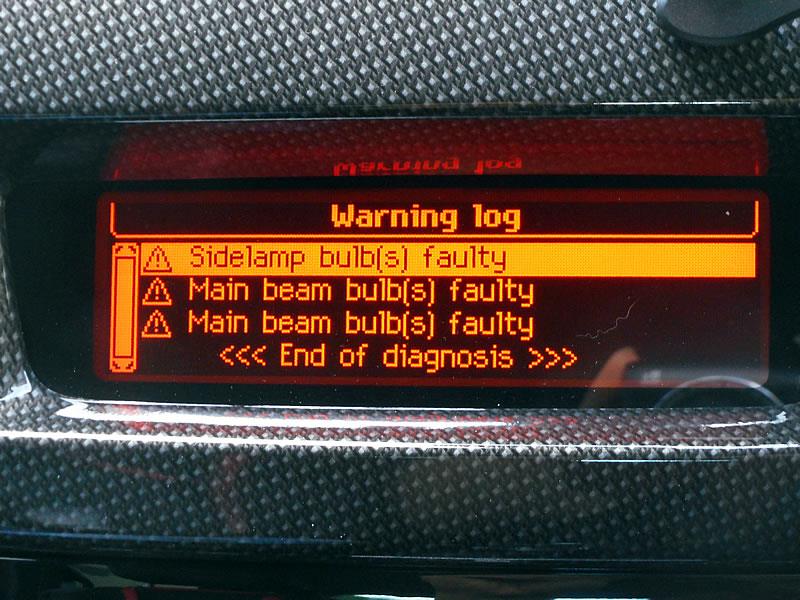 Warning log
Sidelamp bulb(s) faulty
Main beam bulb(s) faulty
Main beam bulb(s) faulty
<<< End of diagnosis >>>